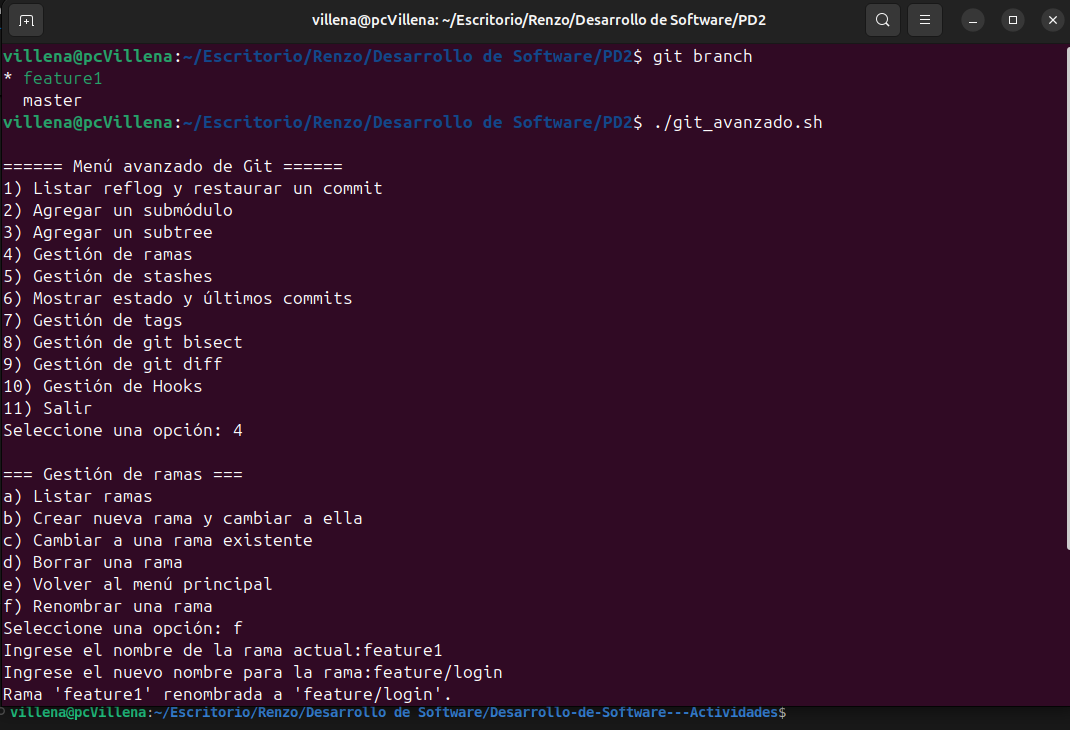 villena@pcVillena: ~/Escritorio/Renzo/Desarrollo de Software/PD2
villena@pcVillena:~/Escritorio/Renzo/Desarrollo de Software/PD2$ git branch
* feature1
  master
villena@pcVillena:~/Escritorio/Renzo/Desarrollo de Software/PD2$ ./git_avanzado.sh

====== Menú avanzado de Git ======
1) Listar reflog y restaurar un commit
2) Agregar un submódulo
3) Agregar un subtree
4) Gestión de ramas
5) Gestión de stashes
6) Mostrar estado y últimos commits
7) Gestión de tags
8) Gestión de git bisect
9) Gestión de git diff
10) Gestión de Hooks
11) Salir
Seleccione una opción: 4

=== Gestión de ramas ===
a) Listar ramas
b) Crear nueva rama y cambiar a ella
c) Cambiar a una rama existente
d) Borrar una rama
e) Volver al menú principal
f) Renombrar una rama
Seleccione una opción: f
Ingrese el nombre de la rama actual:feature1
Ingrese el nuevo nombre para la rama:feature/login
Rama 'feature1' renombrada a 'feature/login'.
villena@pcVillena:~/Escritorio/Renzo/Desarrollo de Software/Desarrollo-de-Software---Actividades$